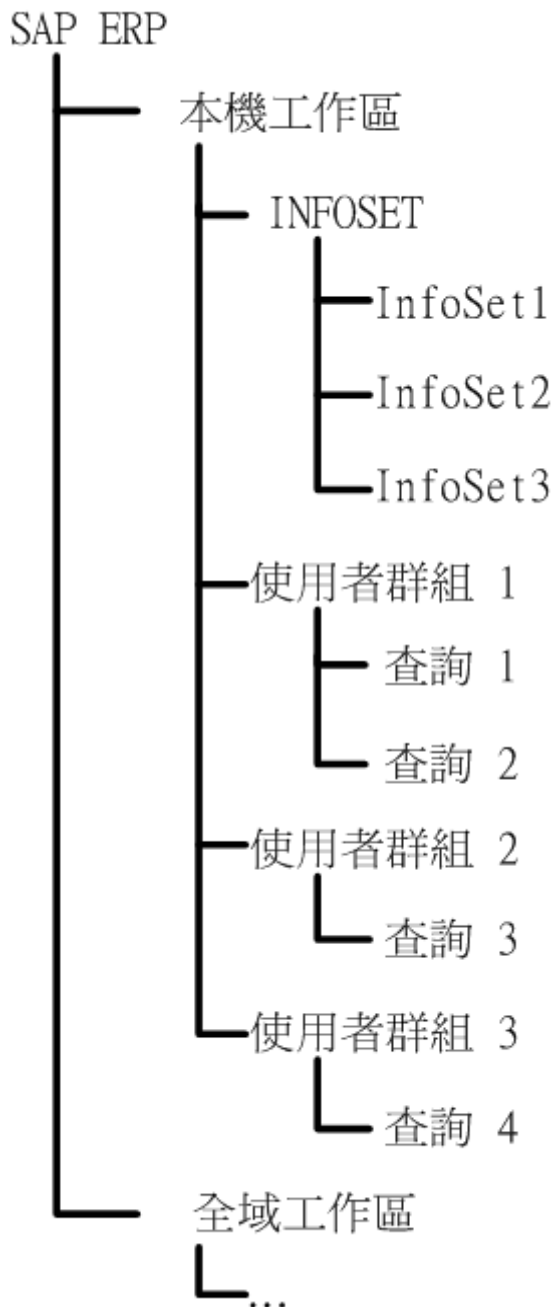 SAP ERP
本機工作區
INFOSET
InfoSet1
InfoSet2
InfoSet3
使用者群組 1
查詢 1
查詢 2
使用者群組 2
查詢 3
使用者群組 3
查詢 4
全域工作區
...